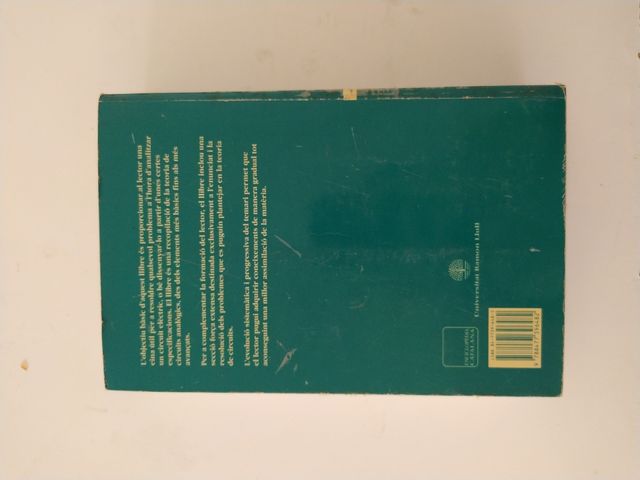 L'objectiu bàsic d'aquest llibre és proporcionar al lector una
eina útil per a resoldre qualsevol problema a l'hora d'analitzar
un circuit elèctric, o bé dissenyar-lo a partir d'unes certes
especificacions. El llibre és una recopilació de la teoria de
circuits analògics, des dels elements més bàsics fins als més
avançats.
Per a complementar la formació del lector, el llibre inclou una
secció força extensa destinada exclusivament a l'enunciat i la
resolució dels problemes que es puguin plantejar en la teoria
de circuits.
L'evolució sistemàtica i progressiva del temari permet que
el lector pugui adquirir coneixements de manera gradual tot
aconseguint una millor assimilació de la matèria.
Universitat Ramon Llull
ENCICLOPÈDIA
CATALANA